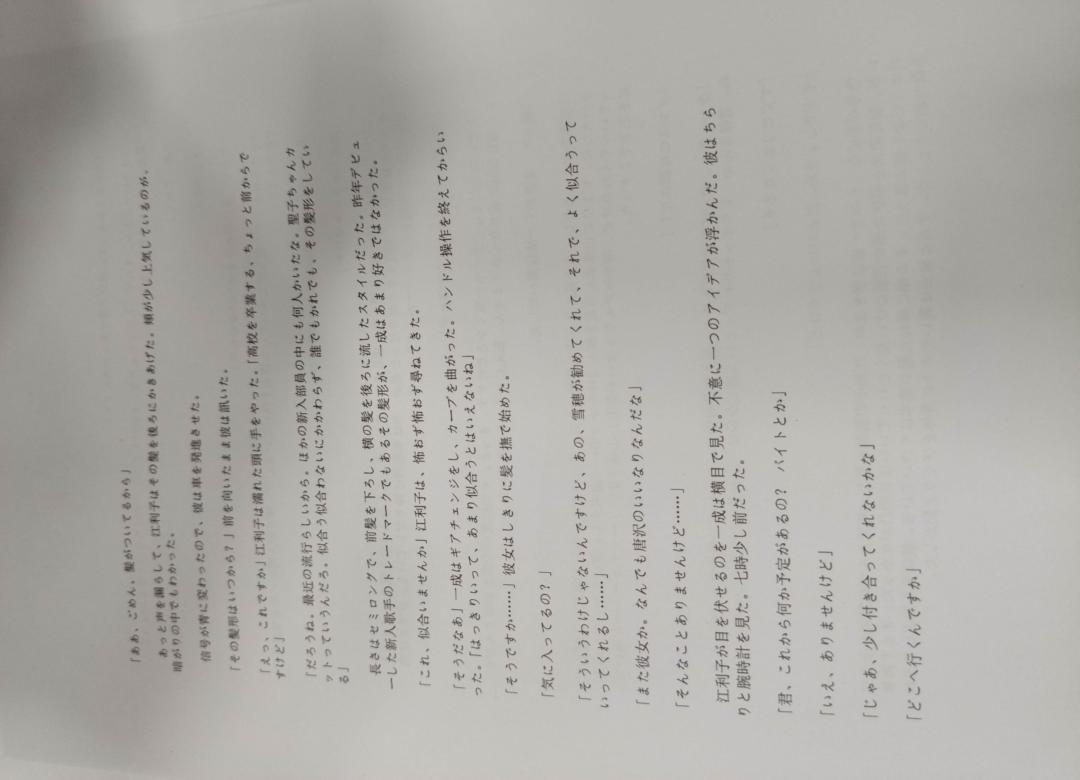 「ああ、ごめん。髪がついてるから」
あっと声を漏らして、江利子はその髪を後ろにかきあげた。頬が少し上気しているのが、
暗がりの中でもわかった。
信号が青に変わったので、彼は車を発進させた。
「その髪形はいつから？」前を向いたまま彼は訊いた。
「えっ、これですか」江利子は濡れた頭に手をやった。「高校を卒業する、ちょっと前からで
すけど」
「だろうね。最近の流行らしいから。ほかの新入部員の中にも何人かいたな。聖子ちゃんカ
ットっていうんだろ。似合う似合わないにかかわらず、誰でもかれでも、その髪形をしてい
る」
長さはセミロングで、前髪を下ろし、横の髪を後ろに流したスタイルだった。昨年デビュ
ーした新人歌手のトレードマークでもあるその髪形が、一成はあまり好きではなかった。
「これ、似合いませんか」江利子は、怖おず怖おず尋ねてきた。
「そうだなあ」一成はギアチェンジをし、カーブを曲がった。ハンドル操作を終えてからい
った。「はっきりいって、あまり似合うとはいえないね」
「そうですか……」彼女はしきりに髪を撫で始めた。
「気に入ってるの？」
「そういうわけじゃないんですけど、あの、雪穂が勧めてくれて、それで、よく似合うって
いってくれるし……」
「また彼女か。なんでも唐沢のいいなりなんだな」
「そんなことありませんけど……」
江利子が目を伏せるのを一成は横目で見た。不意に一つのアイデアが浮かんだ。彼はちら
りと腕時計を見た。七時少し前だった。
「君、これから何か予定があるの？　バイトとか」
「いえ、ありませんけど」
「じゃあ、少し付き合ってくれないかな」
「どこへ行くんですか」